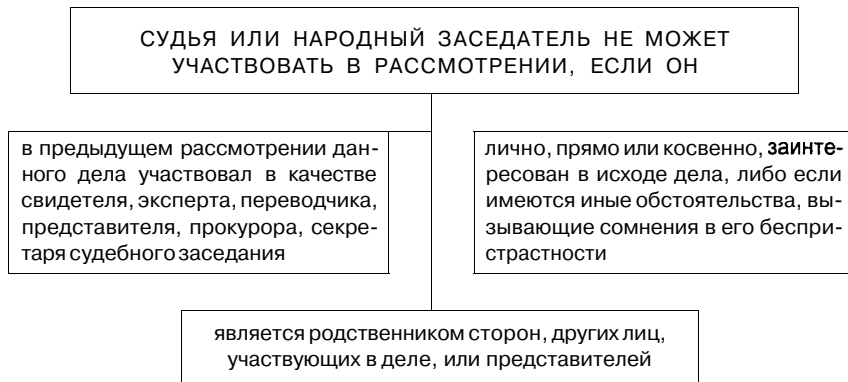 СУДЬЯ ИЛИ НАРОДНЫЙ ЗАСЕДАТЕЛЬ НЕ МОЖЕТ
УЧАСТВОВАТЬ В РАССМОТРЕНИИ, ЕСЛИ ОН
в предыдущем рассмотрении дан-
ного дела участвовал в качестве
свидетеля, эксперта, переводчика,
представителя, прокурора, секре-
таря судебного заседания
лично, прямо или косвенно, заинте-
ресован в исходе дела, либо если
имеются иные обстоятельства, вы-
зывающие сомнения в его беспри-
страстности
является родственником сторон, других лиц,
участвующих в деле, или представителей